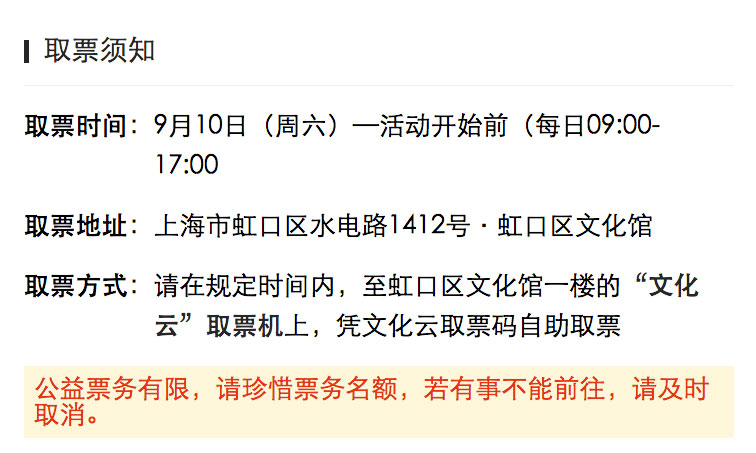 取票须知
取票时间：9月10日（周六）—活动开始前（每日09:00-
17:00
取票地址：上海市虹口区水电路1412号·虹口区文化馆
取票方式：请在规定时间内，至虹口区文化馆一楼的“文化
云”取票机上，凭文化云取票码自助取票
公益票务有限，请珍惜票务名额，若有事不能前往，请及时
取消。